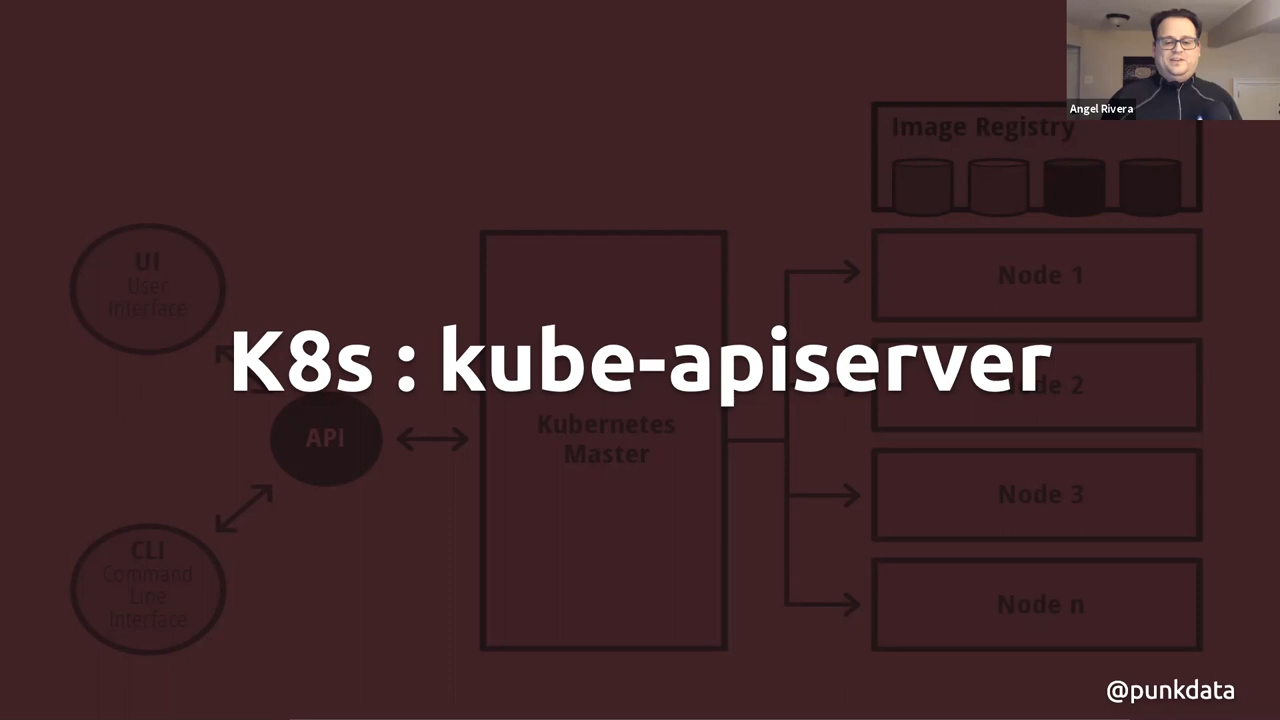 Angel Rivera
Image Registry
UI
User
Interface
Node 1
K8s : kube-apiserver
Node 2
API
Kubernetes
Master
Node 3
CLI
Command
Line
Interface
Node n
@punkdata